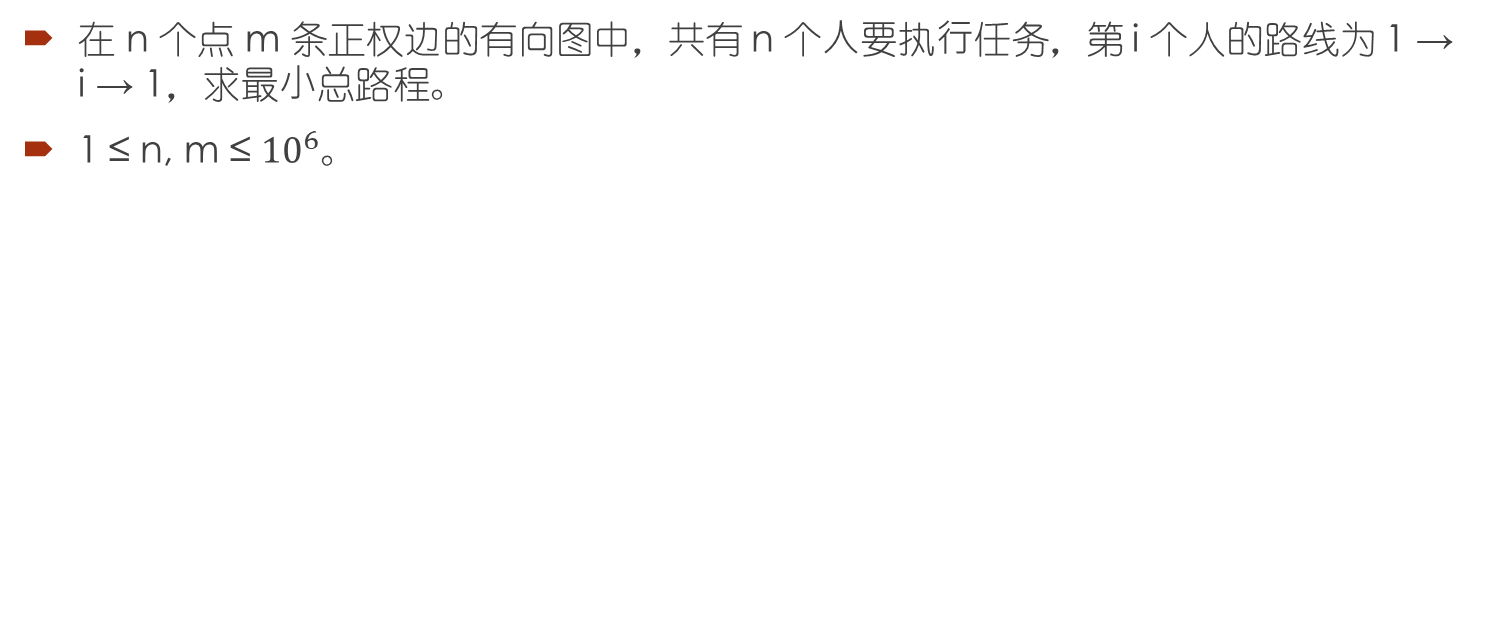 在 n 个点 m 条正权边的有向图中，共有 n 个人要执行任务，第 i 个人的路线为 1 →
i → 1，求最小总路程。
1 ≤ n, m ≤ 10⁶。